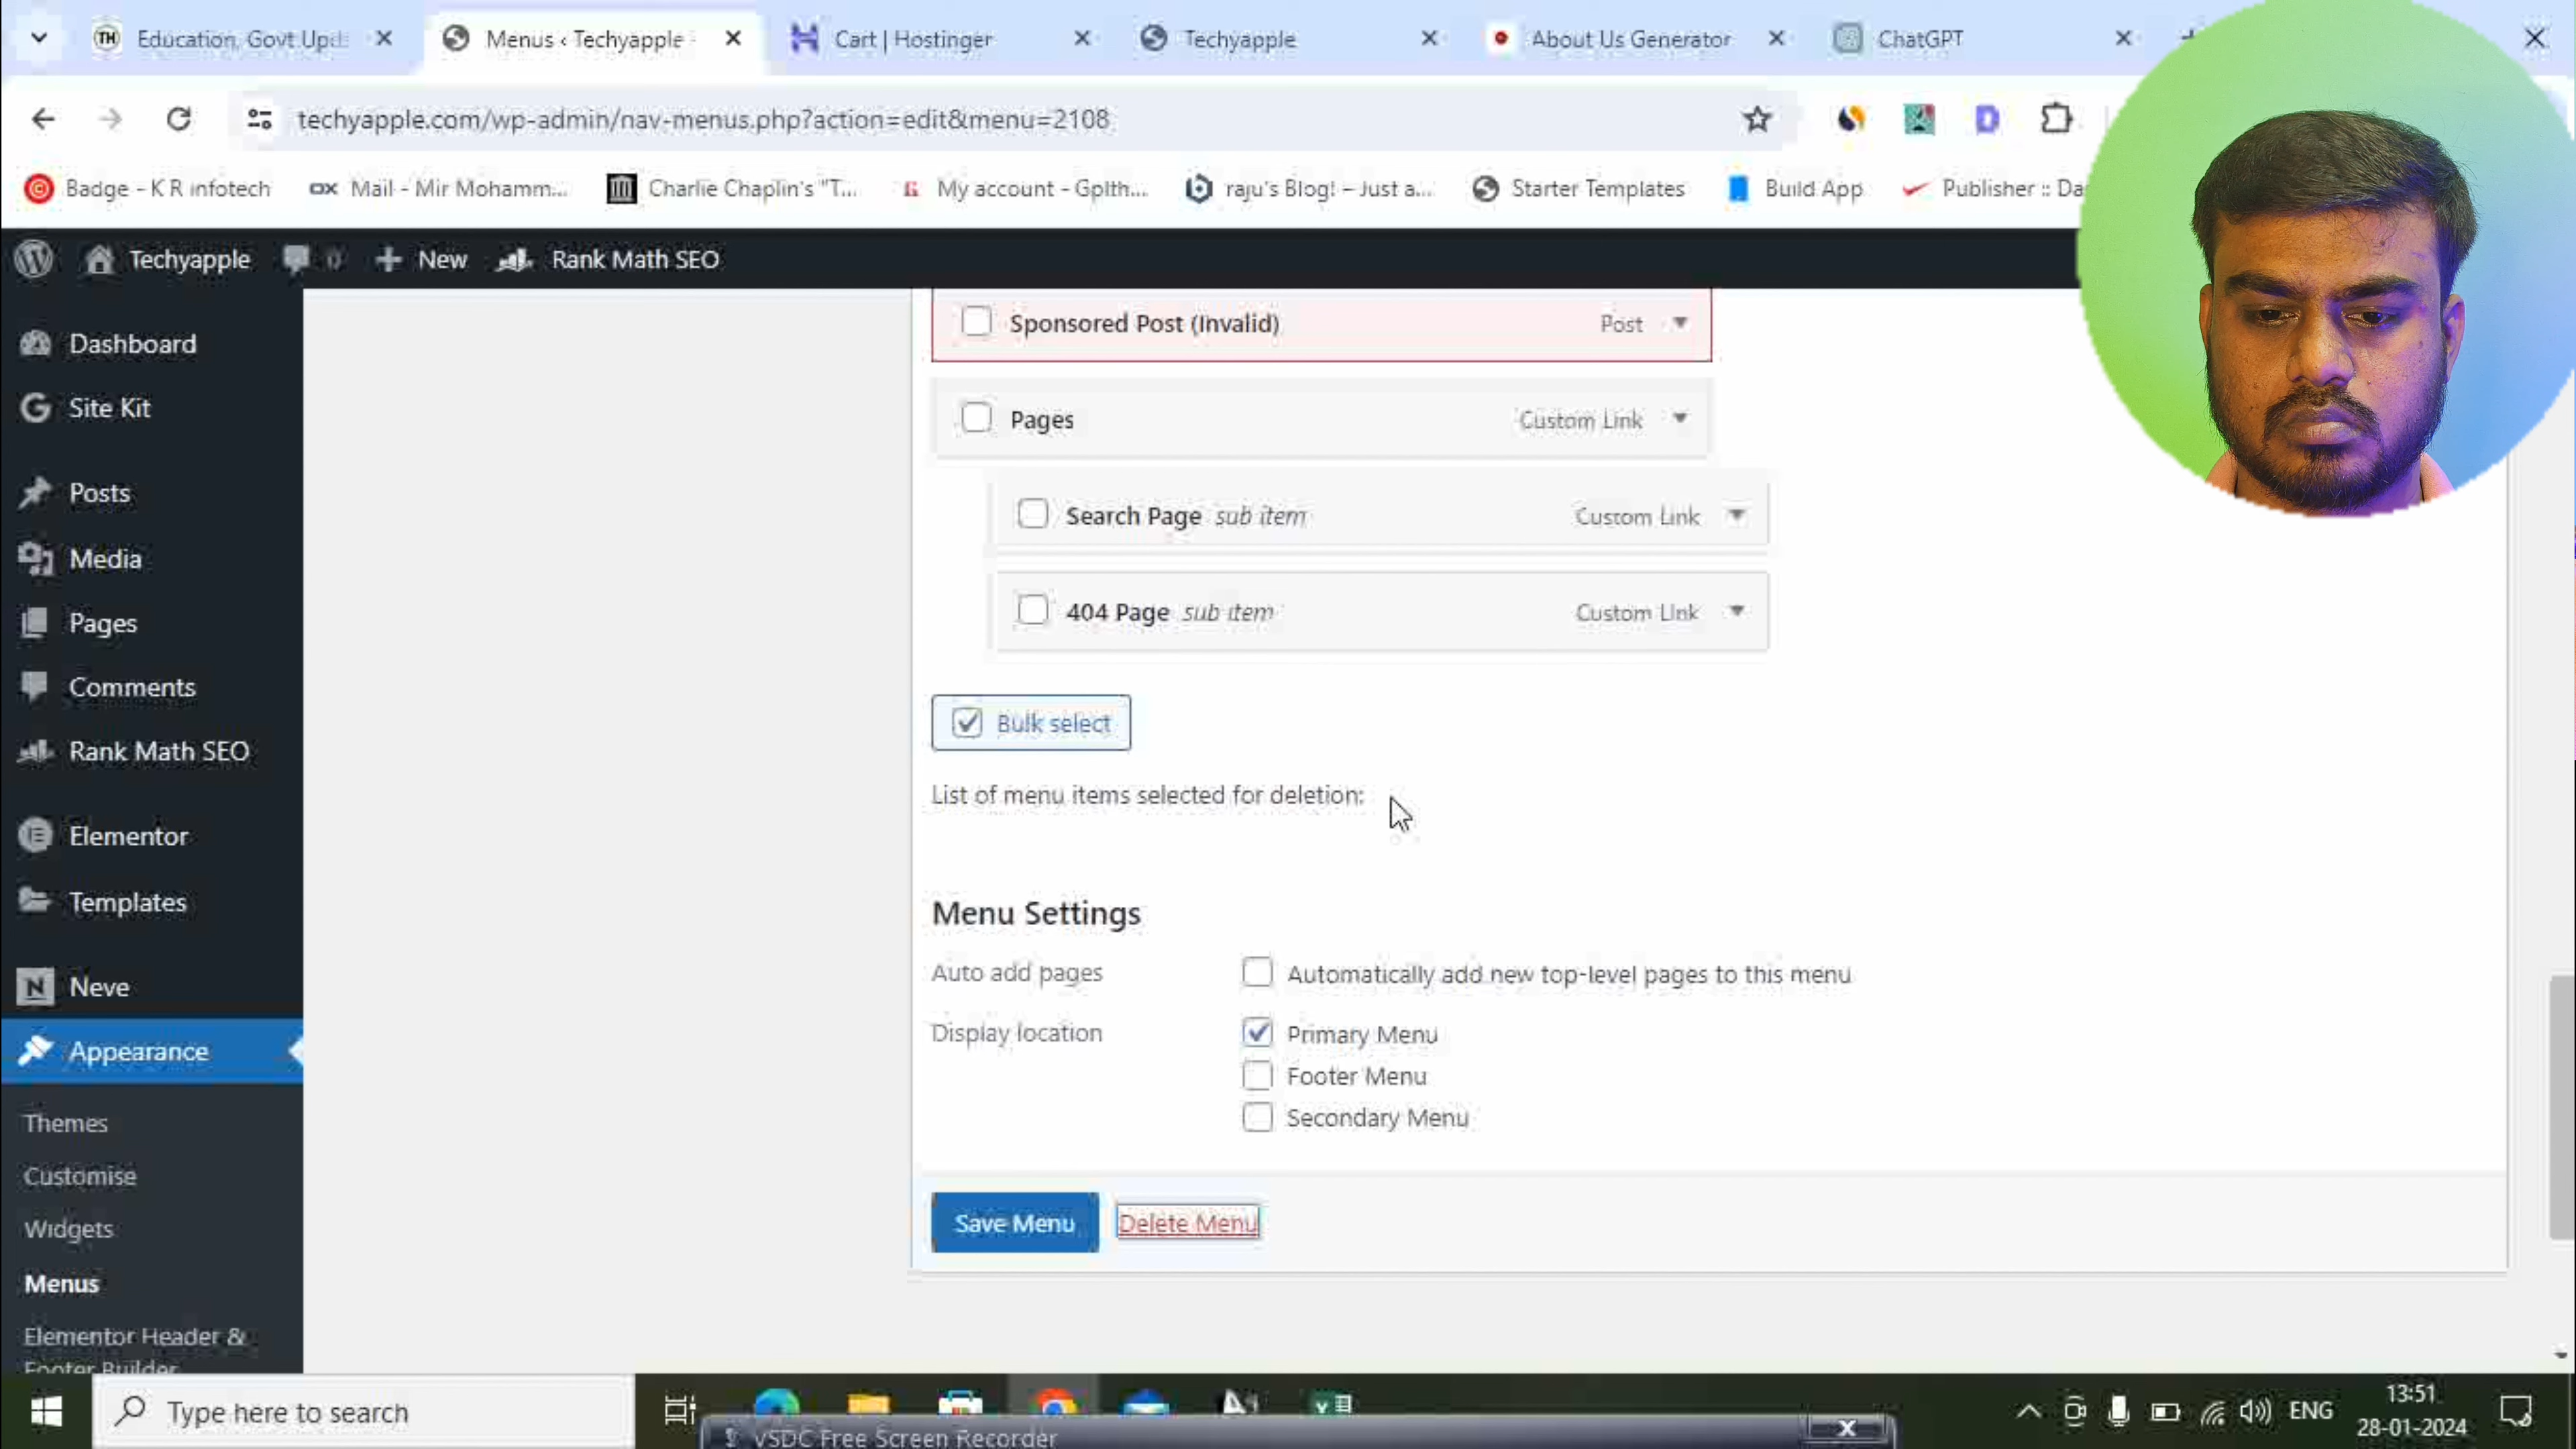 Education, Govt Upd
Menus ‹ Techyapple -
Cart | Hostinger
Techyapple
About Us Generator
ChatGPT
techyapple.com/wp-admin/nav-menus.php?action=edit&menu=2108
Badge - K R infotech
Mail - Mir Mohamm...
Charlie Chaplin's "T...
My account - Gplth...
raju's Blog! – Just a...
Starter Templates
Build App
Publisher :: Da
Techyapple
0
New
Rank Math SEO
Dashboard
Site Kit
Posts
Media
Pages
Comments
Rank Math SEO
Elementor
Templates
Neve
Appearance
Themes
Customise
Widgets
Menus
Elementor Header &
Footer Builder
Sponsored Post (Invalid)
Post
Pages
Custom Link
Search Page sub item
Custom Link
404 Page sub item
Custom Link
Bulk select
List of menu items selected for deletion:
Menu Settings
Auto add pages
Automatically add new top-level pages to this menu
Display location
Primary Menu
Footer Menu
Secondary Menu
Save Menu
Delete Menu
Type here to search
VSDC Free Screen Recorder
ENG
13:51
28-01-2024